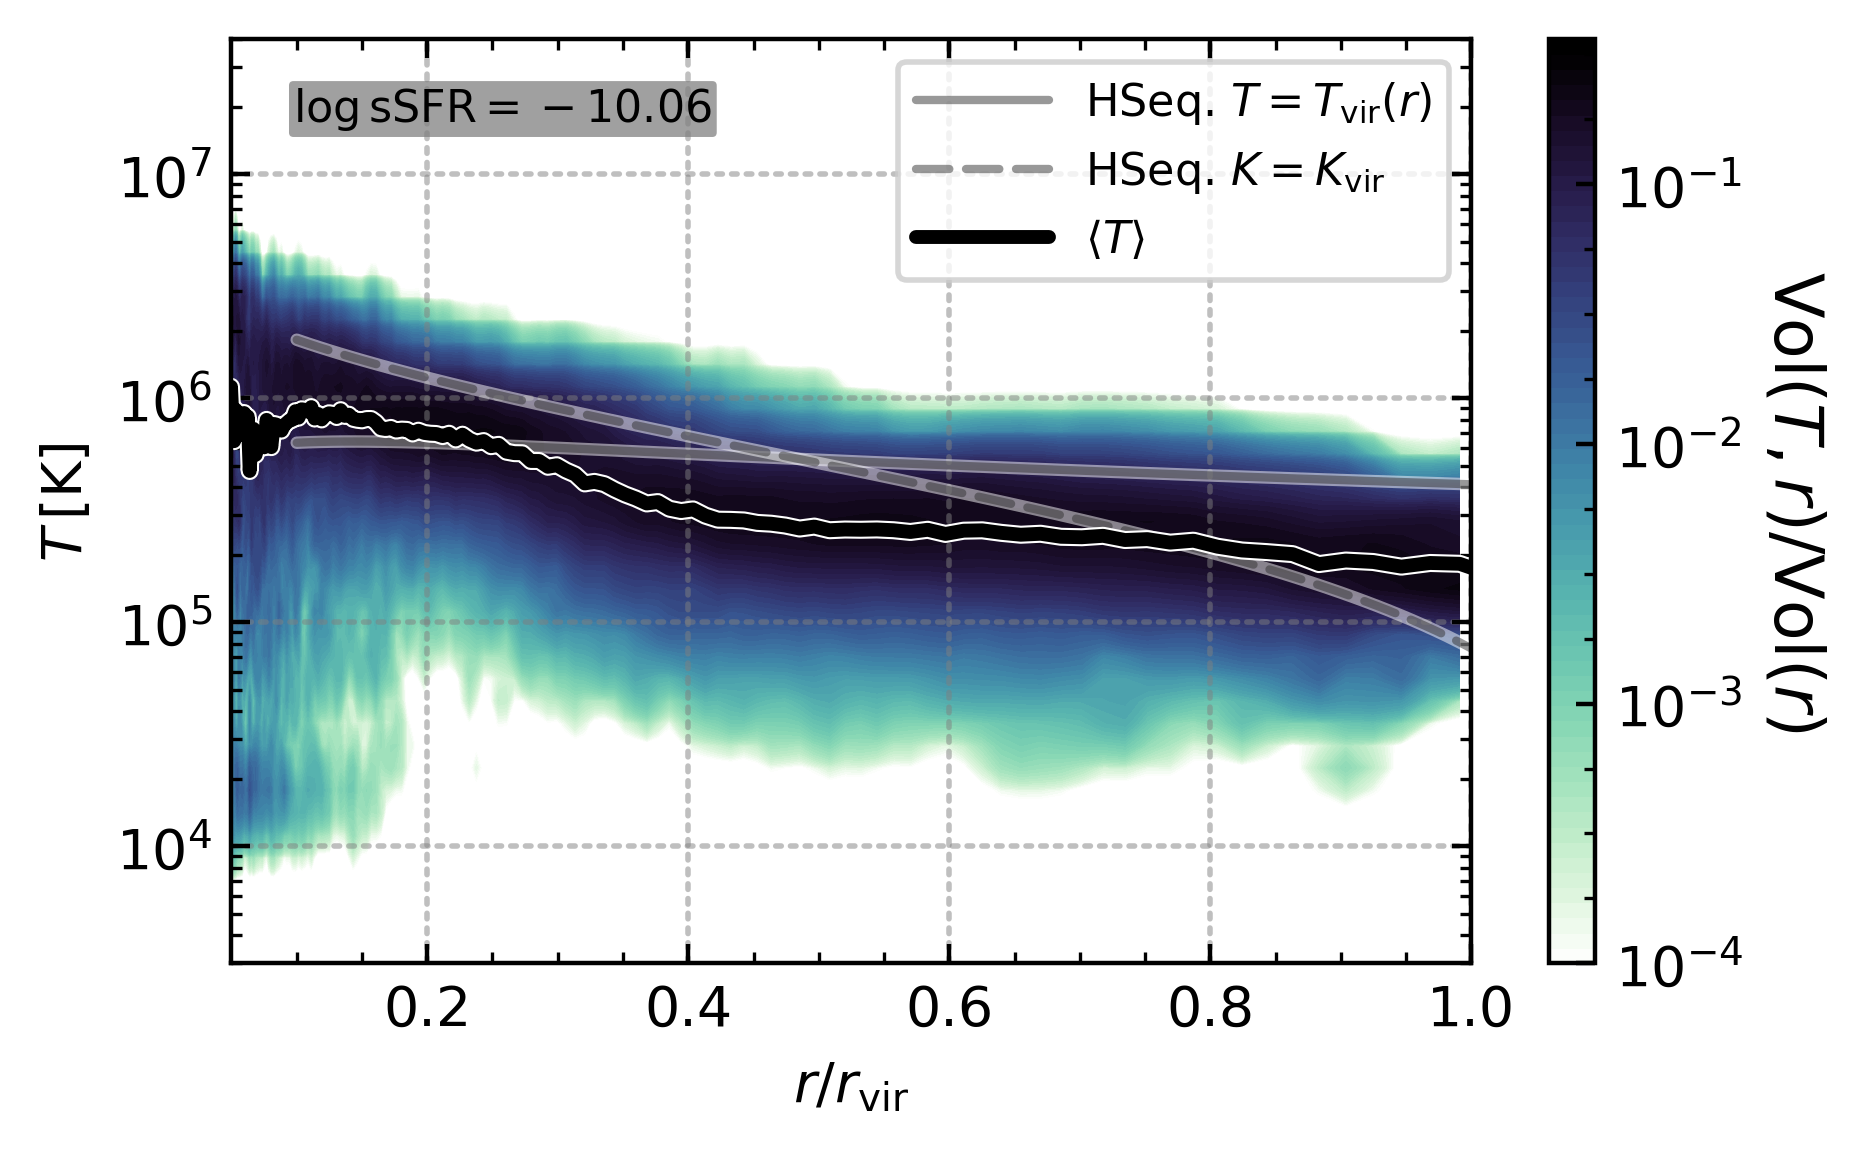 log sSFR = −10.06
HSeq. T = T_vir(r)
HSeq. K = K_vir
⟨T⟩
10^7
10^6
10^5
10^4
T [K]
0.2 0.4 0.6 0.8 1.0
r/r_vir
10^−1
10^−2
10^−3
10^−4
Vol(T, r)/Vol(r)